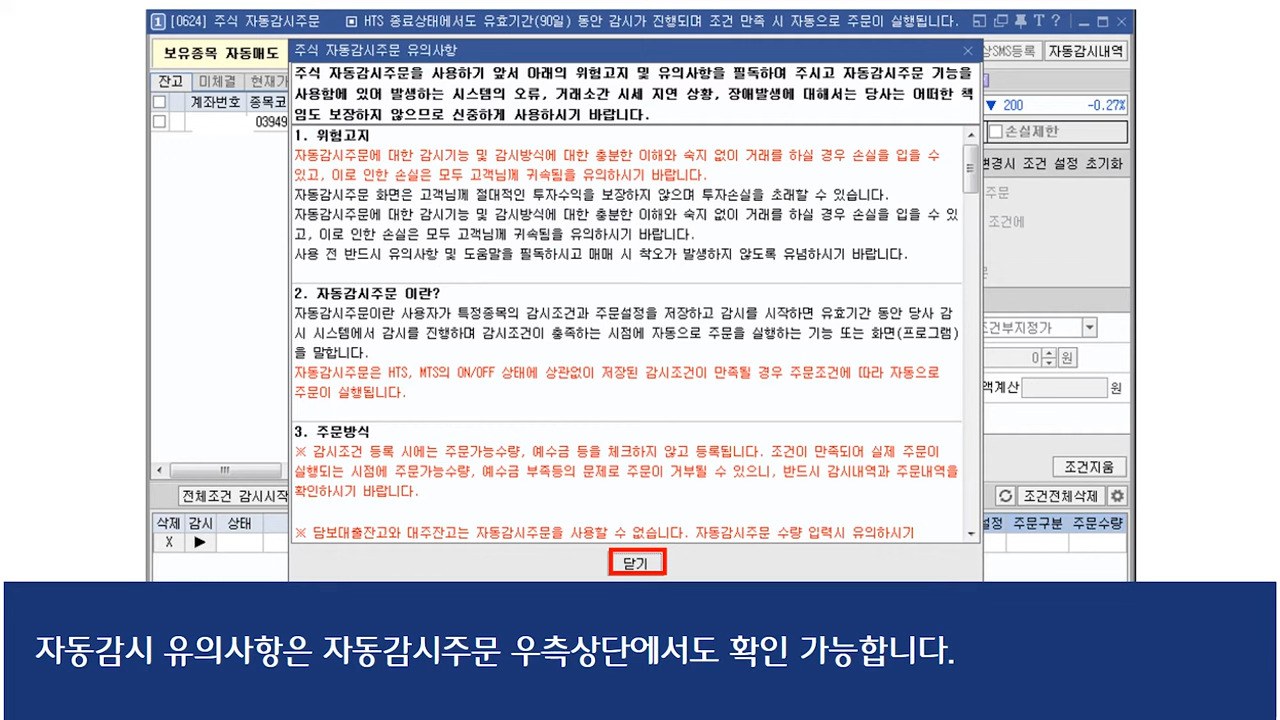 1 [0624] 주식 자동감시주문 ▣ HTS 종료상태에서도 유효기간(90일) 동안 감시가 진행되며 조건 만족 시 자동으로 주문이 실행됩니다. T ?
보유종목 자동매도
주식 자동감시주문 유의사항
SMS등록 자동감시내역
잔고 미체결 현재가
계좌번호 종목코
03949
▼ 200 -0.27%
손실제한
변경시 조건 설정 초기화
주문
조건에
조건부지정가
0 원
액계산 원
조건지움
주식 자동감시주문을 사용하기 앞서 아래의 위험고지 및 유의사항을 필독하여 주시고 자동감시주문 기능을
사용함에 있어 발생하는 시스템의 오류, 거래소간 시세 지연 상황, 장애발생에 대해서는 당사는 어떠한 책
임도 보장하지 않으므로 신중하게 사용하시기 바랍니다.
1. 위험고지
자동감시주문에 대한 감시기능 및 감시방식에 대한 충분한 이해와 숙지 없이 거래를 하실 경우 손실을 입을 수
있고, 이로 인한 손실은 모두 고객님께 귀속됨을 유의하시기 바랍니다.
자동감시주문 화면은 고객님께 절대적인 투자수익을 보장하지 않으며 투자손실을 초래할 수 있습니다.
자동감시주문에 대한 감시기능 및 감시방식에 대한 충분한 이해와 숙지 없이 거래를 하실 경우 손실을 입을 수 있
고, 이로 인한 손실은 모두 고객님께 귀속됨을 유의하시기 바랍니다.
사용 전 반드시 유의사항 및 도움말을 필독하시고 매매 시 착오가 발생하지 않도록 유념하시기 바랍니다.
2. 자동감시주문 이란?
자동감시주문이란 사용자가 특정종목의 감시조건과 주문설정을 저장하고 감시를 시작하면 유효기간 동안 당사 감
시 시스템에서 감시를 진행하며 감시조건이 충족하는 시점에 자동으로 주문을 실행하는 기능 또는 화면(프로그램)
을 말합니다.
자동감시주문은 HTS, MTS의 ON/OFF 상태에 상관없이 저장된 감시조건이 만족될 경우 주문조건에 따라 자동으로
주문이 실행됩니다.
3. 주문방식
※ 감시조건 등록 시에는 주문가능수량, 예수금 등을 체크하지 않고 등록됩니다. 조건이 만족되어 실제 주문이
실행되는 시점에 주문가능수량, 예수금 부족등의 문제로 주문이 거부될 수 있으니, 반드시 감시내역과 주문내역을
확인하시기 바랍니다.
※ 담보대출잔고와 대주잔고는 자동감시주문을 사용할 수 없습니다. 자동감시주문 수량 입력시 유의하시기
전체조건 감시시작
조건전체삭제
삭제 감시 상태
설정 주문구분 주문수량
X ▶
닫기
자동감시 유의사항은 자동감시주문 우측상단에서도 확인 가능합니다.